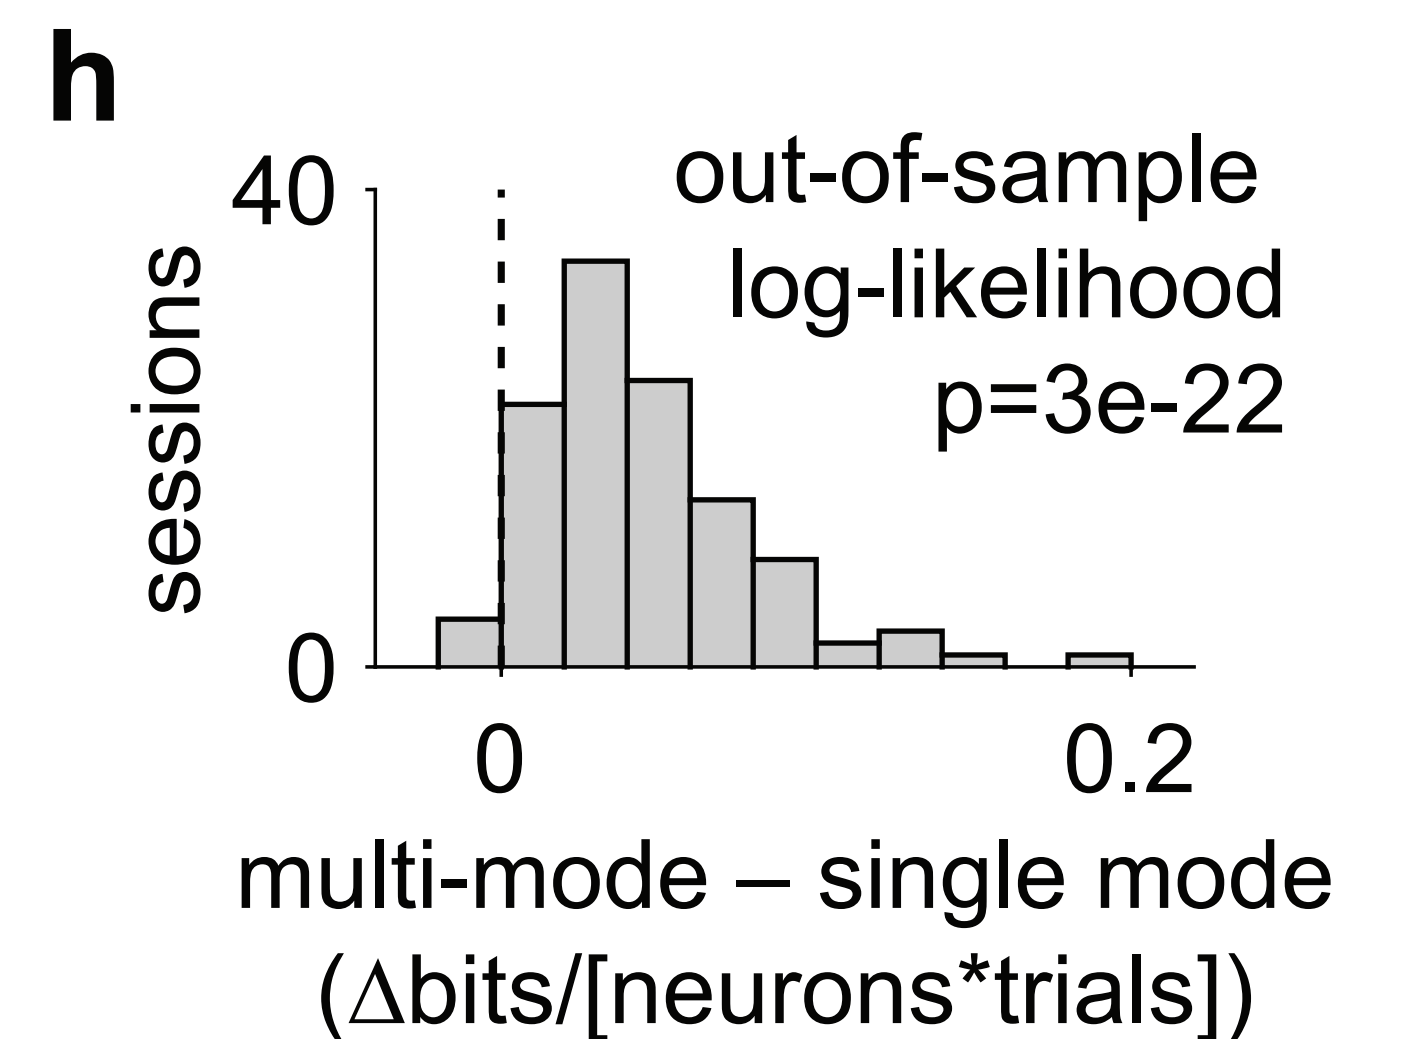 h
40
out-of-sample
log-likelihood
p=3e-22
sessions
0
0 0.2
multi-mode – single mode
(Δbits/[neurons*trials])